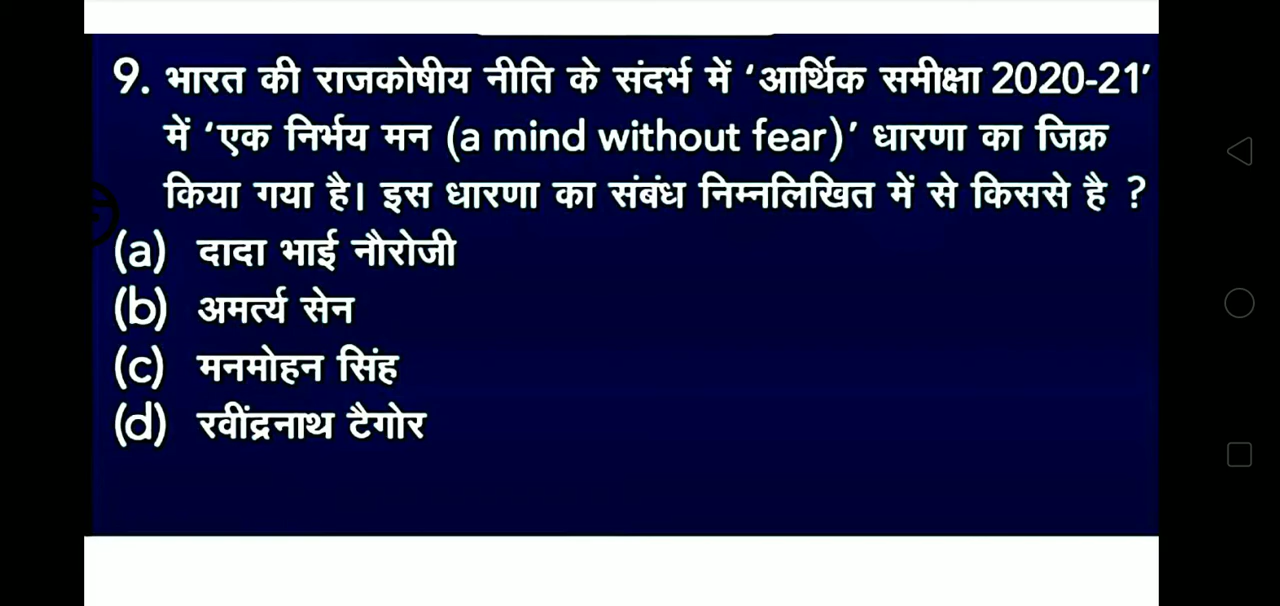 9. भारत की राजकोषीय नीति के संदर्भ में ‘आर्थिक समीक्षा 2020-21’
में ‘एक निर्भय मन (a mind without fear)’ धारणा का जिक्र
किया गया है। इस धारणा का संबंध निम्नलिखित में से किससे है ?
(a) दादा भाई नौरोजी
(b) अमर्त्य सेन
(c) मनमोहन सिंह
(d) रवींद्रनाथ टैगोर